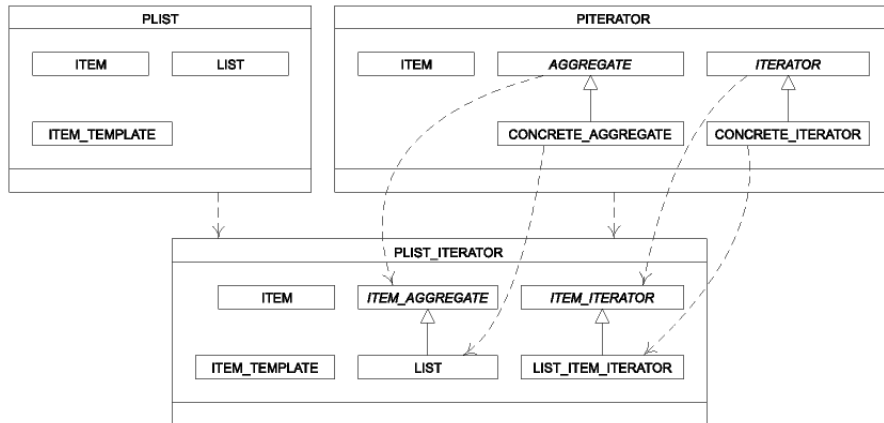 PLIST
ITEM
LIST
ITEM_TEMPLATE
PITERATOR
ITEM
AGGREGATE
ITERATOR
CONCRETE_AGGREGATE
CONCRETE_ITERATOR
PLIST_ITERATOR
ITEM
ITEM_AGGREGATE
ITEM_ITERATOR
ITEM_TEMPLATE
LIST
LIST_ITEM_ITERATOR